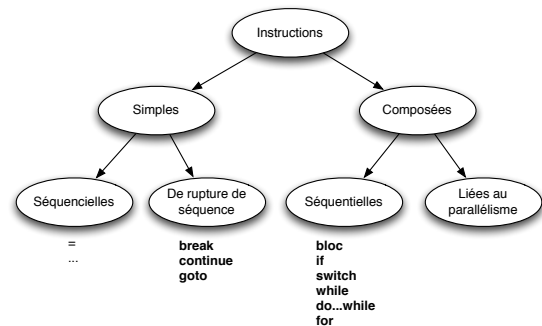 Instructions
Simples
Composées
Séquencielles
De rupture de
séquence
Séquentielles
Liées au
parallélisme
=
...
break
continue
goto
bloc
if
switch
while
do...while
for